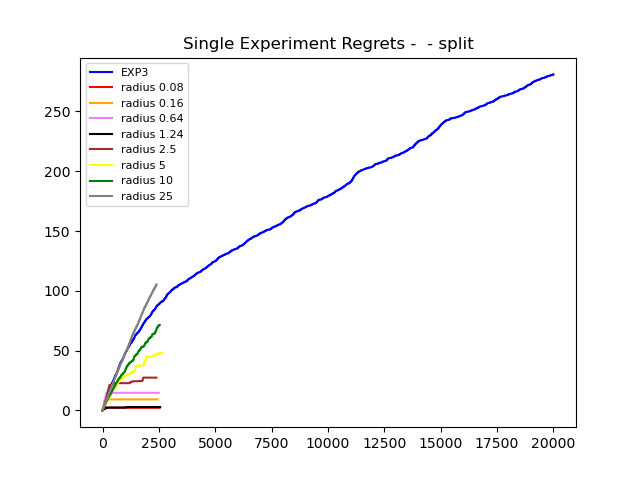 Single Experiment Regrets -  - split
EXP3
radius 0.08
radius 0.16
radius 0.64
radius 1.24
radius 2.5
radius 5
radius 10
radius 25
250
200
150
100
50
0
0 2500 5000 7500 10000 12500 15000 17500 20000